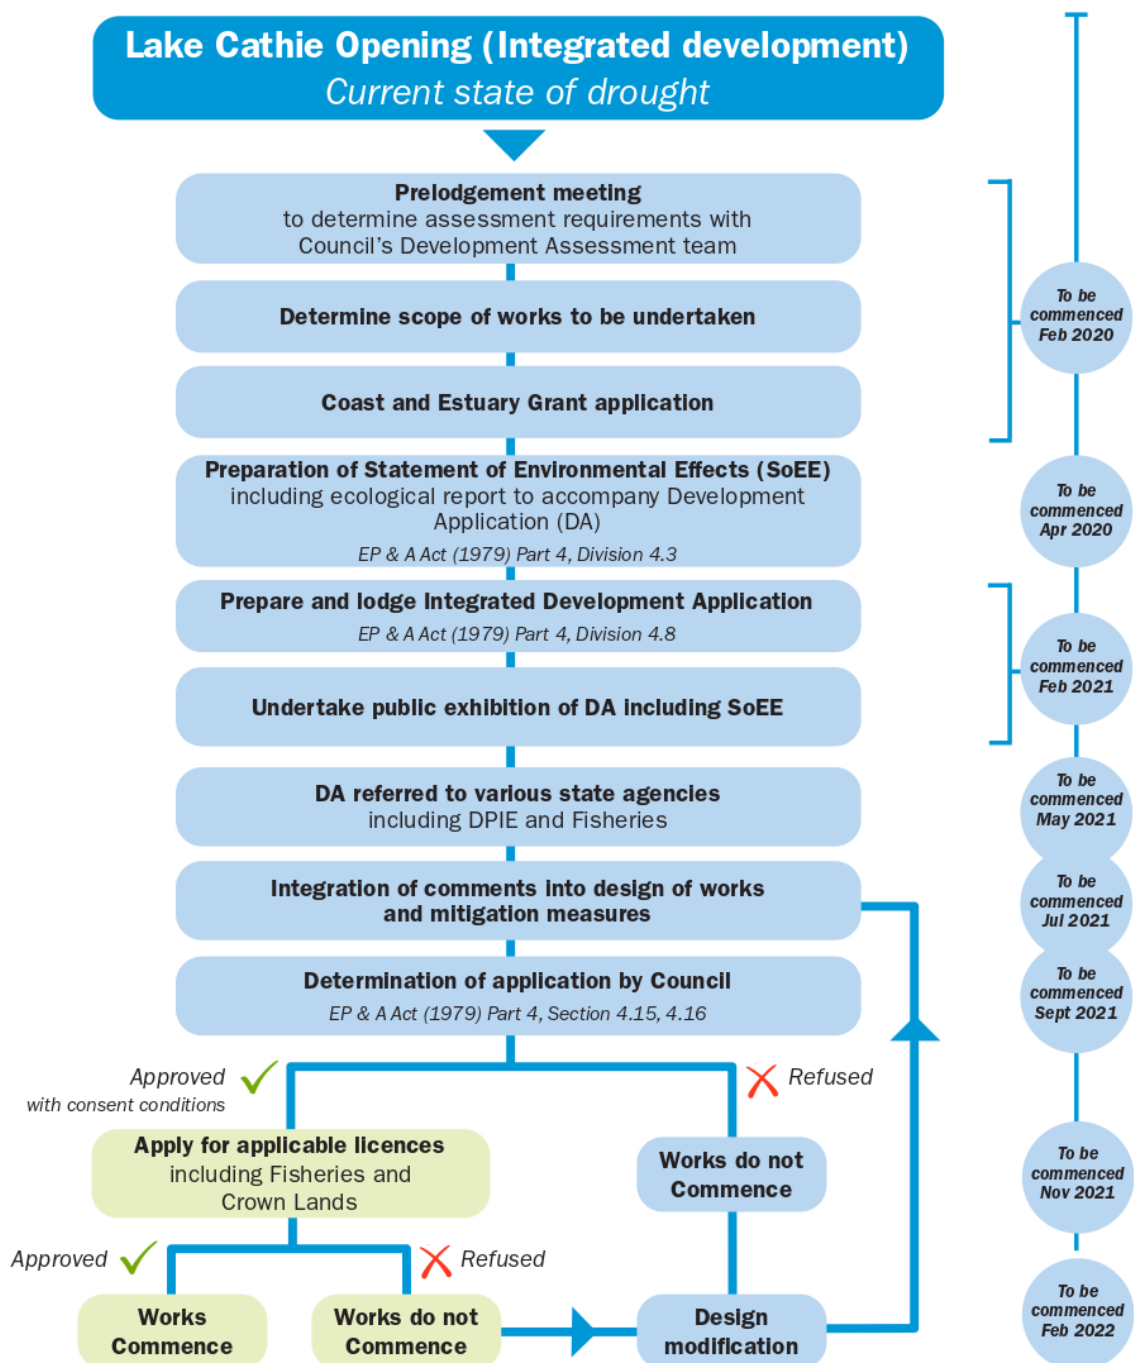 Lake Cathie Opening (Integrated development)
Current state of drought
Prelodgement meeting
to determine assessment requirements with
Council's Development Assessment team
Determine scope of works to be undertaken
Coast and Estuary Grant application
To be
commenced
Feb 2020
Preparation of Statement of Environmental Effects (SoEE)
including ecological report to accompany Development
Application (DA)
EP & A Act (1979) Part 4, Division 4.3
To be
commenced
Apr 2020
Prepare and lodge Integrated Development Application
EP & A Act (1979) Part 4, Division 4.8
Undertake public exhibition of DA including SoEE
To be
commenced
Feb 2021
DA referred to various state agencies
including DPIE and Fisheries
To be
commenced
May 2021
Integration of comments into design of works
and mitigation measures
To be
commenced
Jul 2021
Determination of application by Council
EP & A Act (1979) Part 4, Section 4.15, 4.16
To be
commenced
Sept 2021
Approved
with consent conditions
Refused
Apply for applicable licences
including Fisheries and
Crown Lands
Works do not
Commence
To be
commenced
Nov 2021
Approved
Refused
Works
Commence
Works do not
Commence
Design
modification
To be
commenced
Feb 2022